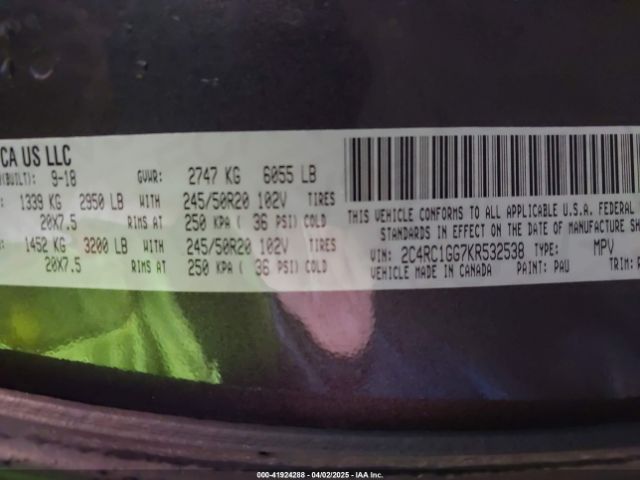 CA US LLC
(BUILT): 9-18 GVWR: 2747 KG 6055 LB
1339 KG 2950 LB WITH 245/50R20 102V TIRES
20X7.5 RIMS AT 250 KPA ( 36 PSI) COLD
1452 KG 3200 LB WITH 245/50R20 102V TIRES
20X7.5 RIMS AT 250 KPA ( 36 PSI) COLD
THIS VEHICLE CONFORMS TO ALL APPLICABLE U.S.A. FEDERAL
STANDARDS IN EFFECT ON THE DATE OF MANUFACTURE SH
VIN: 2C4RC1GG7KR532538 TYPE: MPV
VEHICLE MADE IN CANADA PAINT: PAU TRIM:
000-41924288 - 04/02/2025 - IAA Inc.